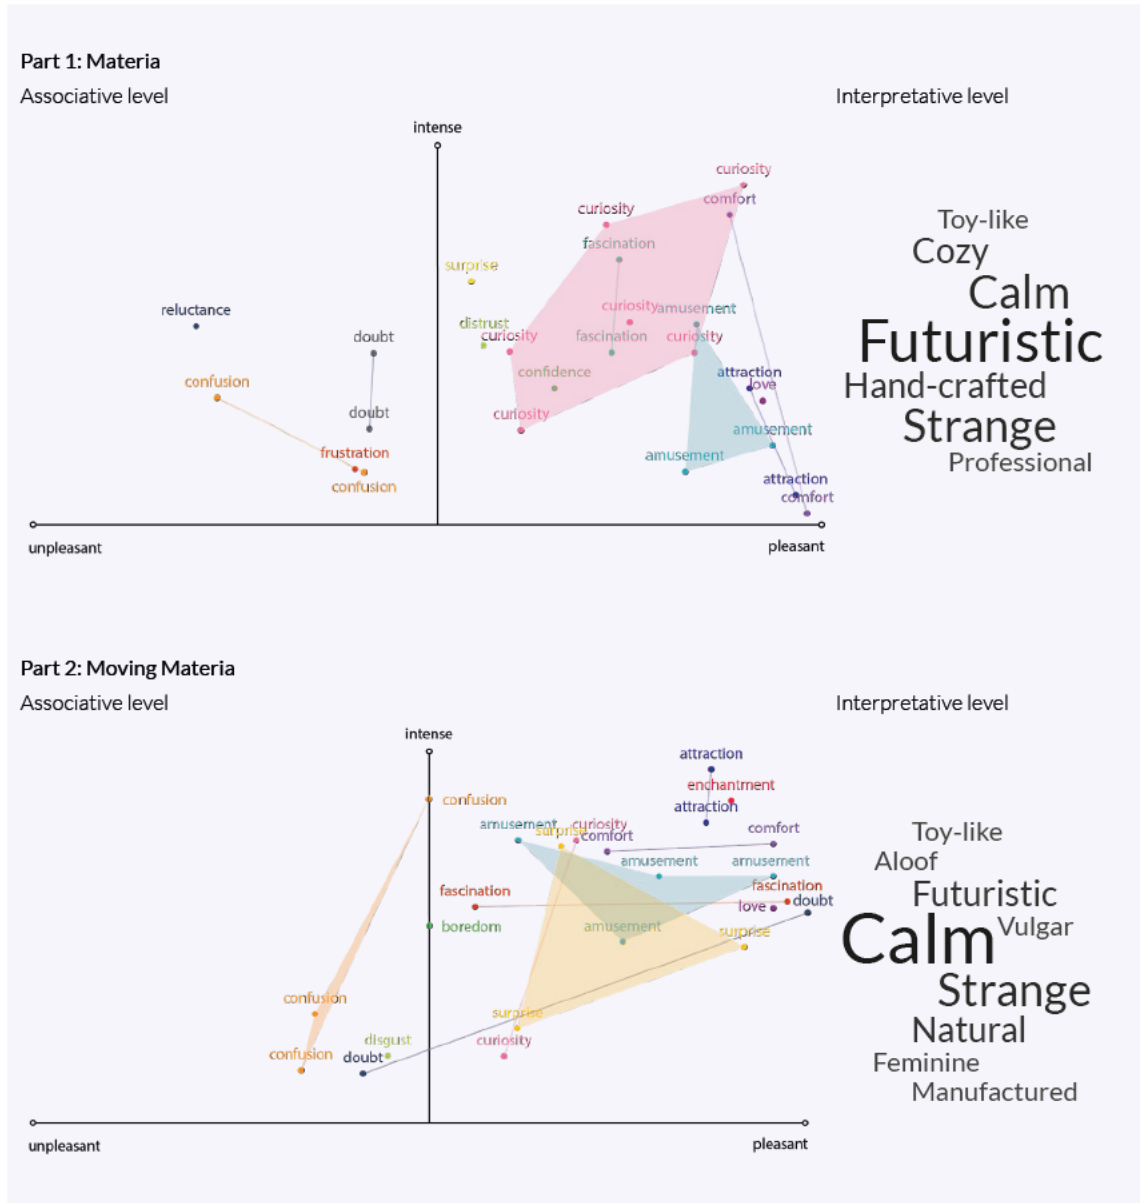 Part 1: Materia
Associative level
Interpretative level
intense
curiosity
comfort
curiosity
fascination
surprise
reluctance
curiosity
amusement
distrust
curiosity
doubt
fascination
curiosity
confidence
attraction
love
confusion
doubt
curiosity
amusement
frustration
amusement
confusion
attraction
comfort
unpleasant
pleasant
Toy-like
Cozy
Calm
Futuristic
Hand-crafted
Strange
Professional
Part 2: Moving Materia
Associative level
Interpretative level
intense
attraction
enchantment
confusion
attraction
amusement
surprise
curiosity
comfort
comfort
amusement
amusement
fascination
fascination
love
doubt
boredom
amusement
surprise
confusion
surprise
disgust
curiosity
confusion
doubt
unpleasant
pleasant
Toy-like
Aloof
Futuristic
Calm
Vulgar
Strange
Natural
Feminine
Manufactured